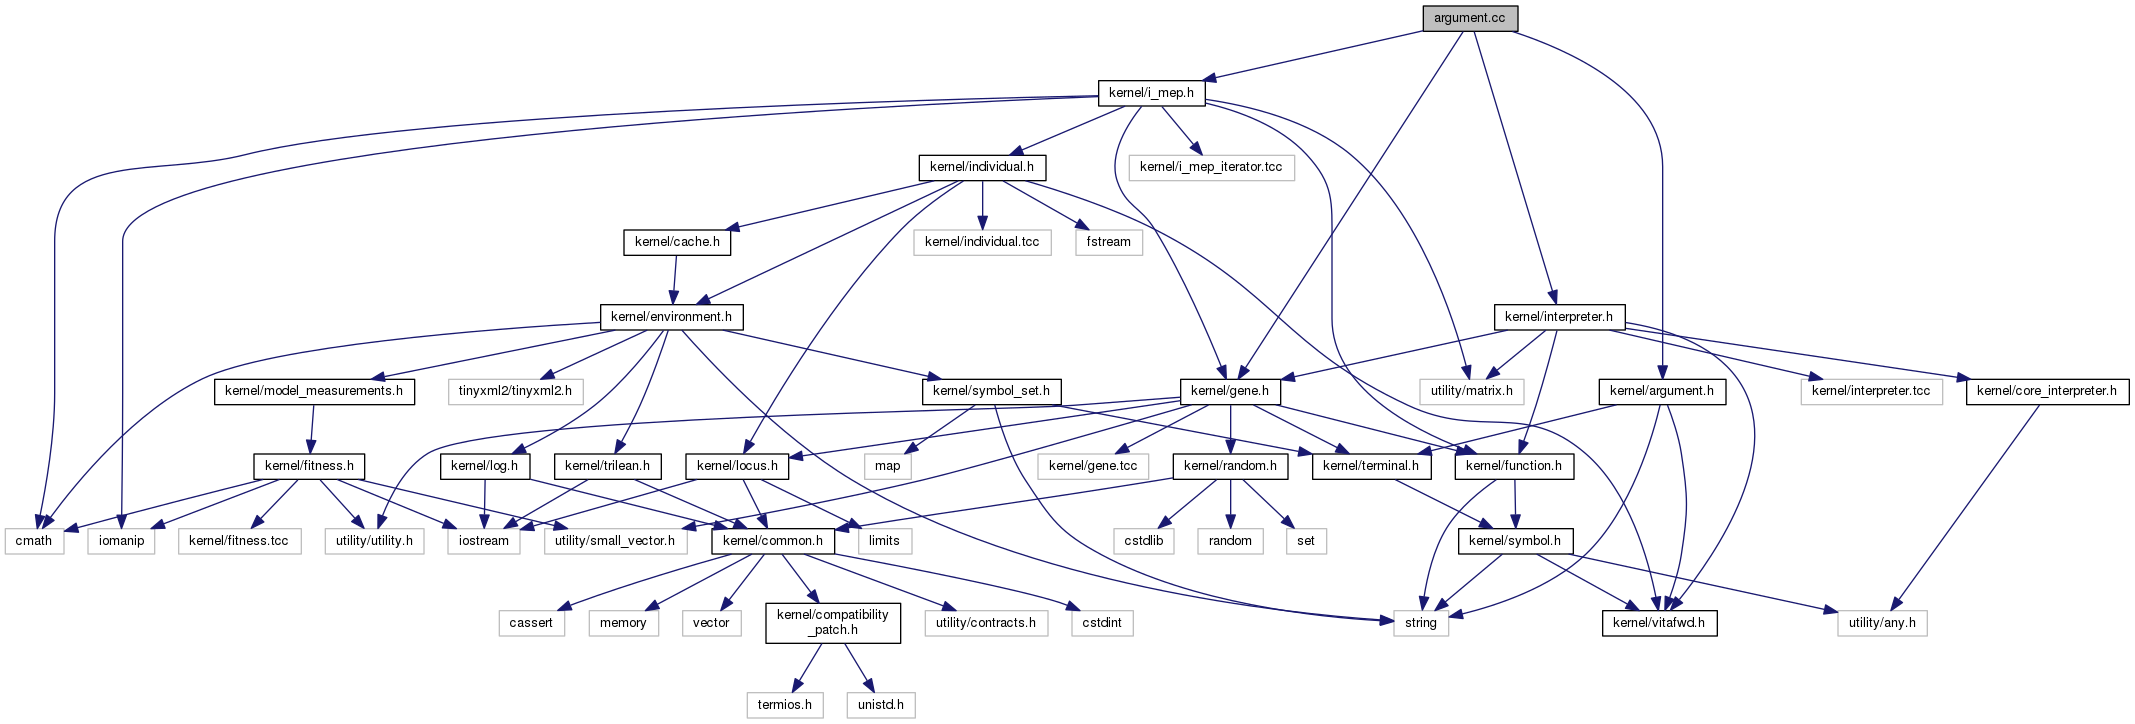 argument.cc
kernel/i_mep.h
kernel/individual.h
kernel/i_mep_iterator.tcc
kernel/cache.h
kernel/individual.tcc
fstream
kernel/environment.h
kernel/interpreter.h
kernel/model_measurements.h
tinyxml2/tinyxml2.h
kernel/symbol_set.h
kernel/gene.h
utility/matrix.h
kernel/argument.h
kernel/interpreter.tcc
kernel/core_interpreter.h
kernel/fitness.h
kernel/log.h
kernel/trilean.h
kernel/locus.h
map
kernel/gene.tcc
kernel/random.h
kernel/terminal.h
kernel/function.h
cmath
iomanip
kernel/fitness.tcc
utility/utility.h
iostream
utility/small_vector.h
kernel/common.h
limits
cstdlib
random
set
kernel/symbol.h
cassert
memory
vector
kernel/compatibility
_patch.h
utility/contracts.h
cstdint
string
kernel/vitafwd.h
utility/any.h
termios.h
unistd.h